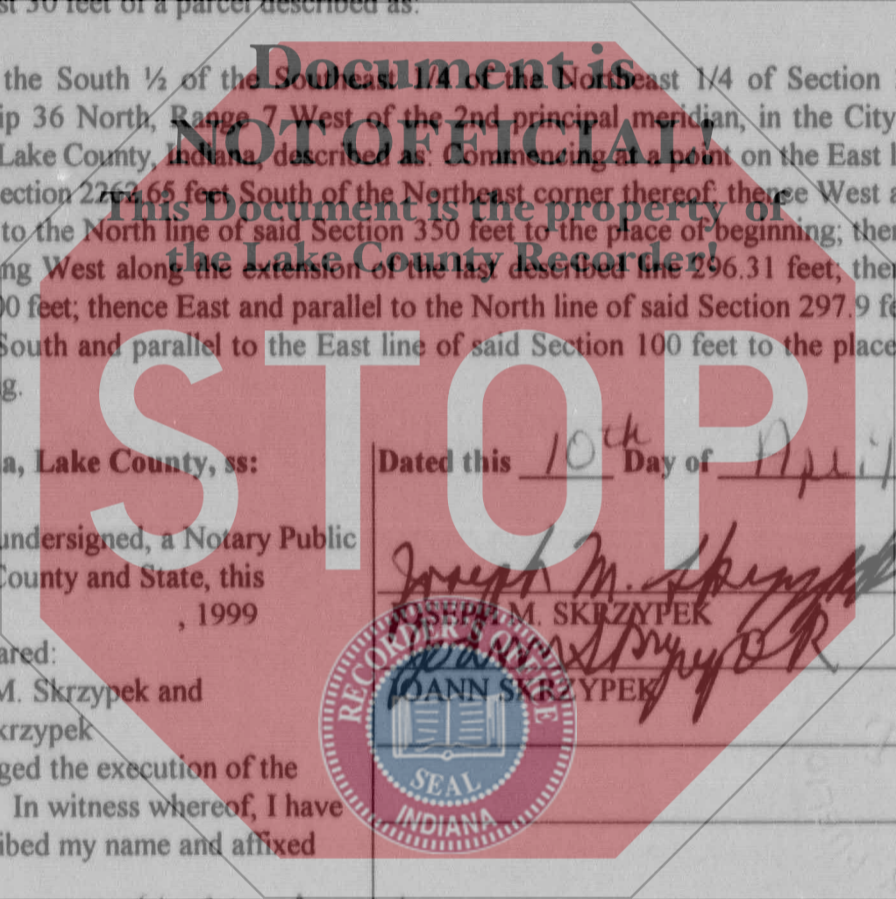 st 30 feet of a parcel described as:
Document is
the South ½ of the Southeast 1/4 of the Northeast 1/4 of Section
NOT OFFICIAL!
ip 36 North, Range 7 West of the 2nd principal meridian, in the City
Lake County, Indiana, described as: Commencing at a point on the East l
This Document is the property of
ection 2262.65 feet South of the Northeast corner thereof; thence West
to the North line of said Section 350 feet to the place of beginning; the
the Lake County Recorder!
ng West along the extension of the last described line 296.31 feet; the
00 feet; thence East and parallel to the North line of said Section 297.9 fe
South and parallel to the East line of said Section 100 feet to the place
g.
STOP
a, Lake County, ss:
Dated this 10th Day of April
undersigned, a Notary Public
County and State, this
, 1999
ared:
M. Skrzypek and
krzypek
ged the execution of the
In witness whereof, I have
ibed my name and affixed
Joseph M. Skrzypek
JOSEPH M. SKRZYPEK
Joann Skrzypek
JOANN SKRZYPEK
RECORDER'S OFFICE
SEAL
INDIANA